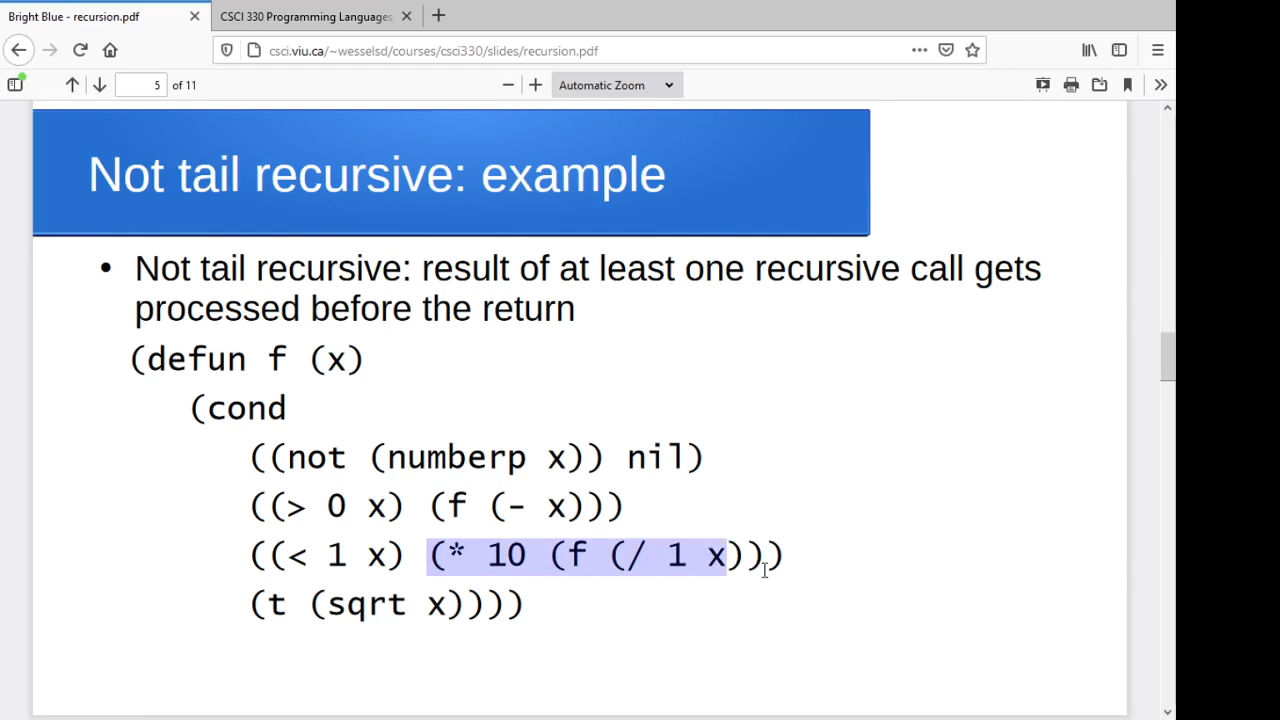 Bright Blue - recursion.pdf
CSCI 330 Programming Languages,
csci.viu.ca/~wesselsd/courses/csci330/slides/recursion.pdf
5 of 11
Automatic Zoom
Not tail recursive: example
• Not tail recursive: result of at least one recursive call gets
processed before the return
(defun f (x)
(cond
((not (numberp x)) nil)
((> 0 x) (f (- x)))
((< 1 x) (* 10 (f (/ 1 x)))
(t (sqrt x))))